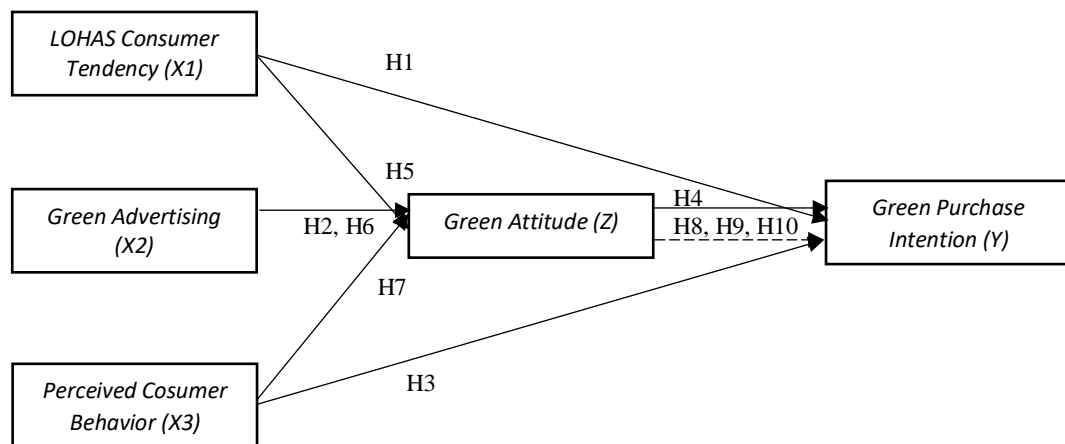 LOHAS Consumer
Tendency (X1)
H1
H5
Green Advertising
(X2)
H2, H6
Green Attitude (Z)
H4
H8, H9, H10
Green Purchase
Intention (Y)
H7
H3
Perceived Cosumer
Behavior (X3)